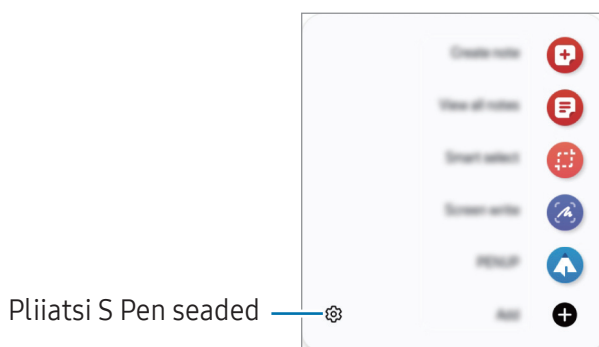 Create note
View all notes
Smart select
Screen write
PENUP
Pliiatsi S Pen seaded
Add